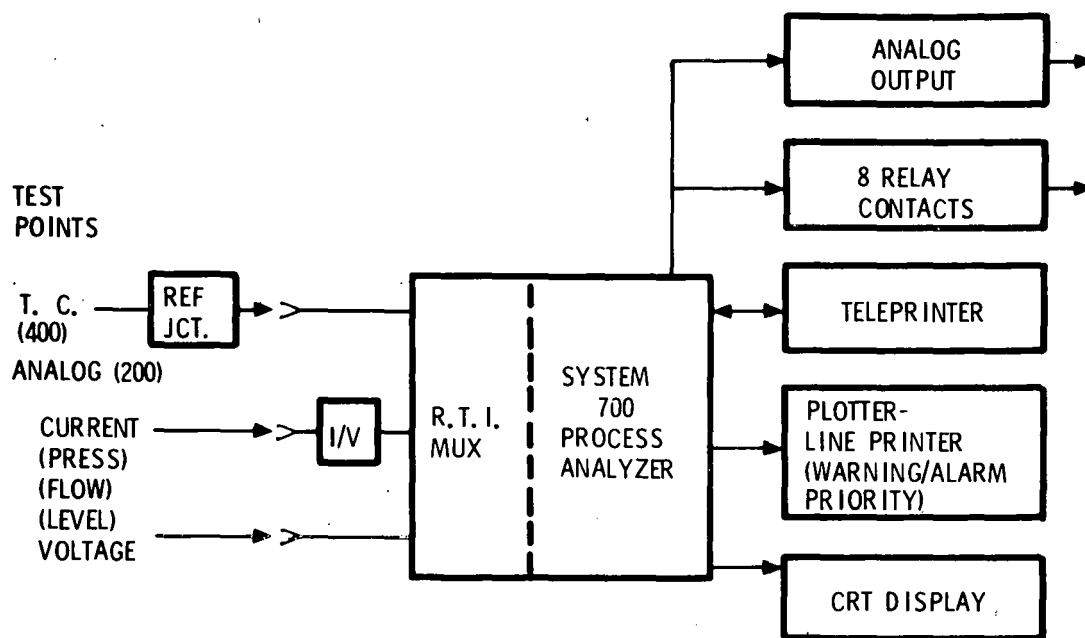 TEST
POINTS
T. C.
(400)
REF
JCT.
ANALOG (200)
CURRENT
(PRESS)
(FLOW)
(LEVEL)
VOLTAGE
I/V
R. T. I.
MUX
SYSTEM
700
PROCESS
ANALYZER
ANALOG
OUTPUT
8 RELAY
CONTACTS
TELEPRINTER
PLOTTER-
LINE PRINTER
(WARNING/ALARM
PRIORITY)
CRT DISPLAY